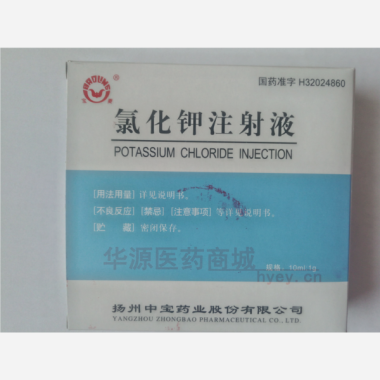 国药准字 H32024860
氯化钾注射液
POTASSIUM CHLORIDE INJECTION
[用法用量] 详见说明书。
[不良反应] [禁忌] [注意事项] 等详见说明书。
[贮 藏] 密闭保存。
华源医药商城
规格: 10ml:1g
hyey.cn
扬州中宝药业股份有限公司
YANGZHOU ZHONGBAO PHARMACEUTICAL CO., LTD.